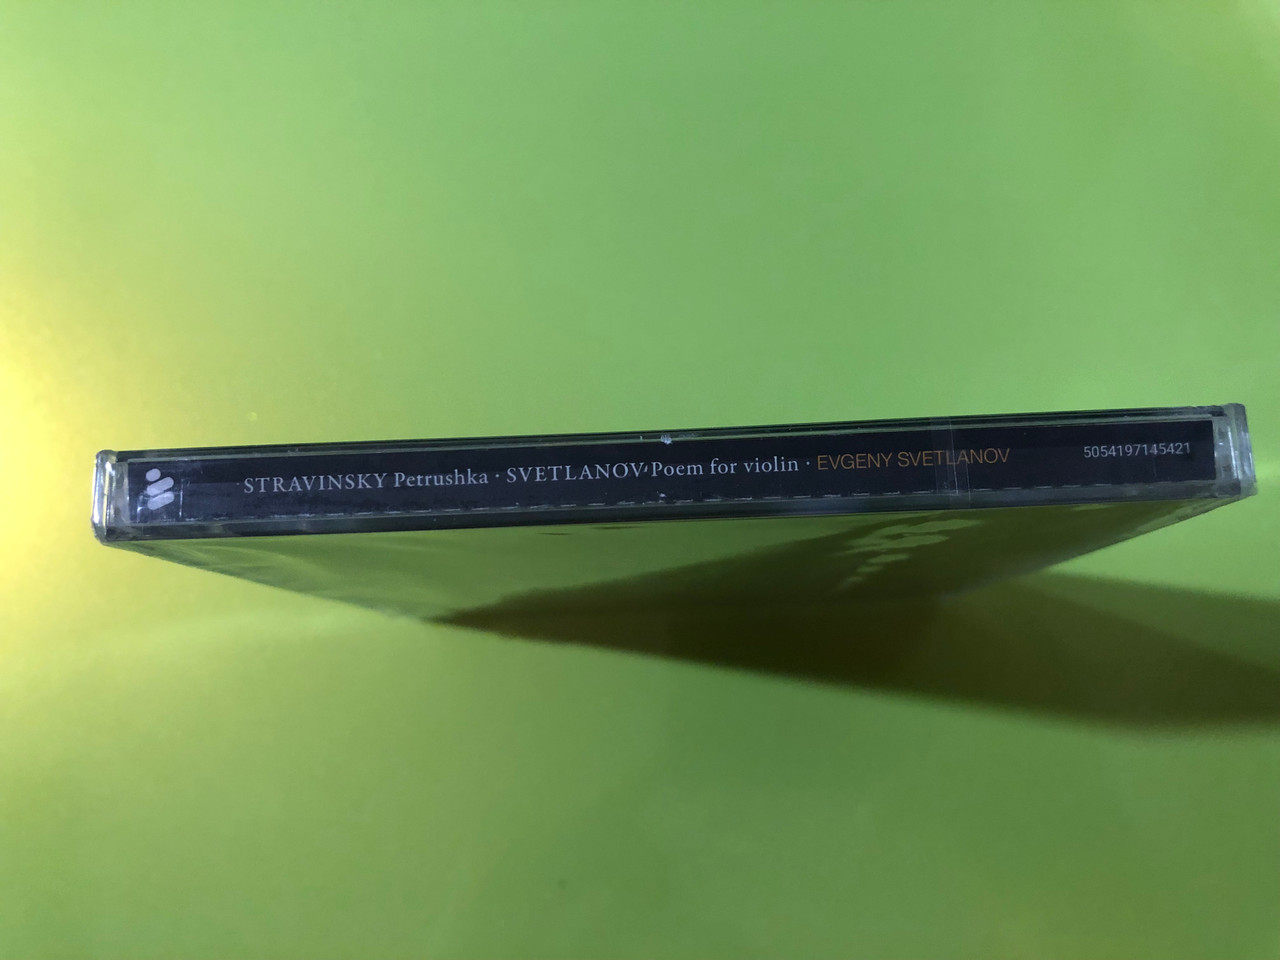 STRAVINSKY Petrushka · SVETLANOV · Poem for violin · EVGENY SVETLANOV 5054197145421